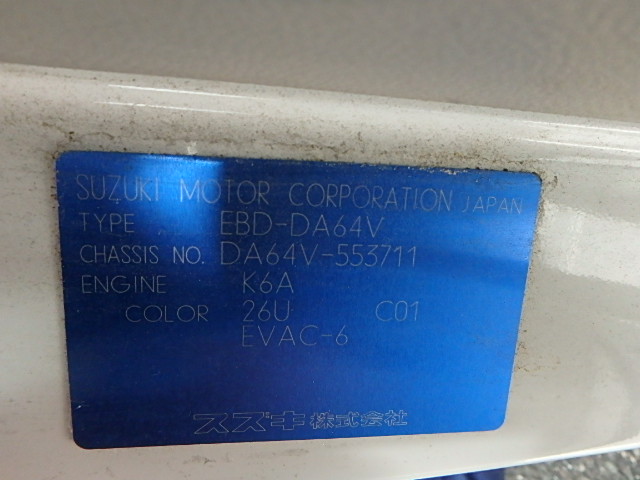 SUZUKI MOTOR CORPORATION JAPAN
TYPE EBD-DA64V
CHASSIS NO. DA64V-553711
ENGINE K6A
COLOR 26U C01
EVAC-6
スズキ株式会社